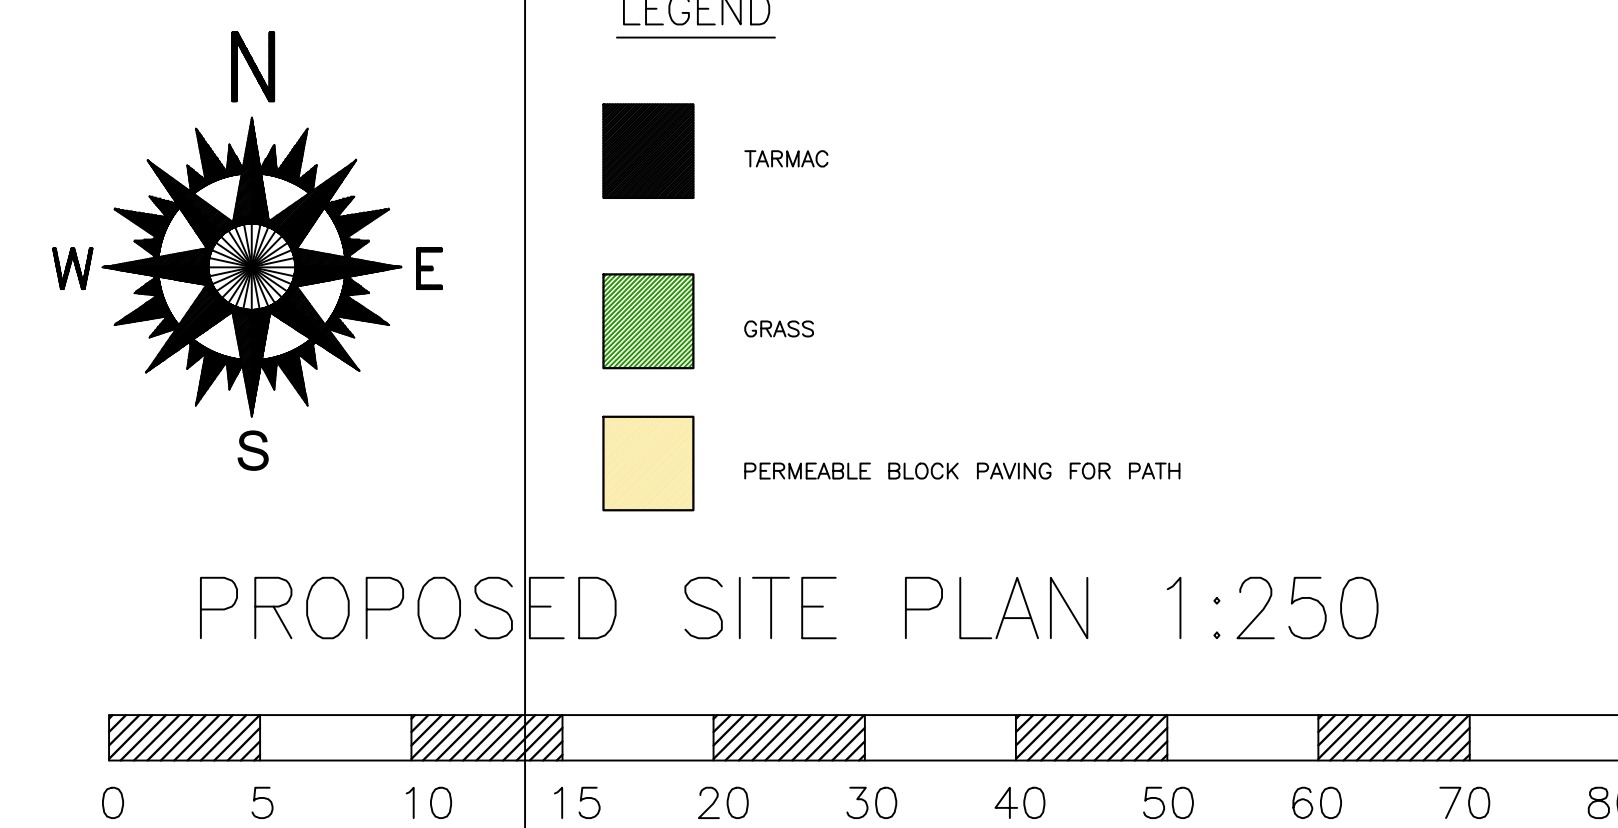 LEGEND
N
W
E
S
TARMAC
GRASS
PERMEABLE BLOCK PAVING FOR PATH
PROPOSED SITE PLAN 1:250
0 5 10 15 20 30 40 50 60 70